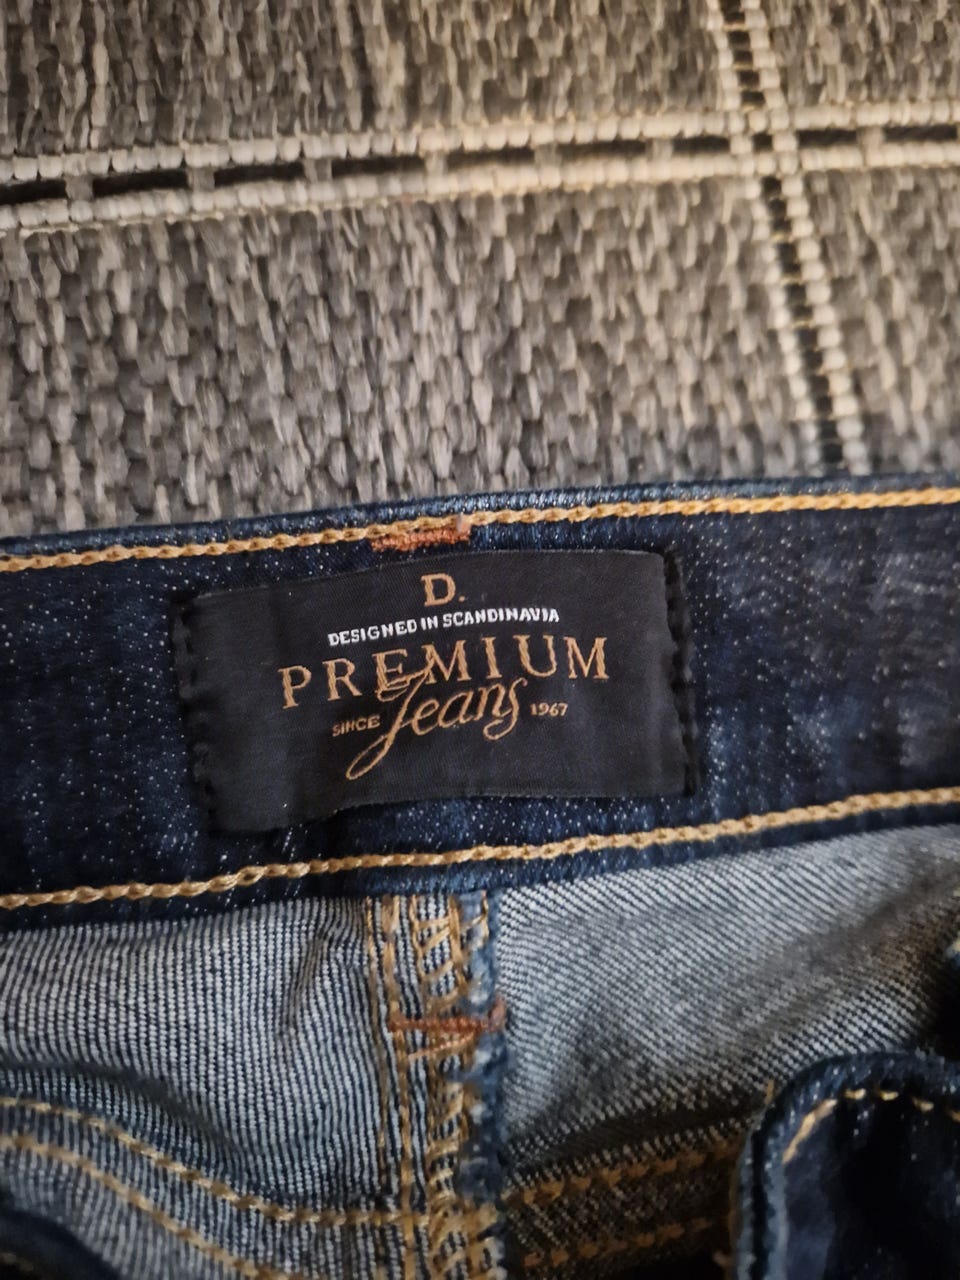 D.
DESIGNED IN SCANDINAVIA
PREMIUM
Jeans
SINCE 1967